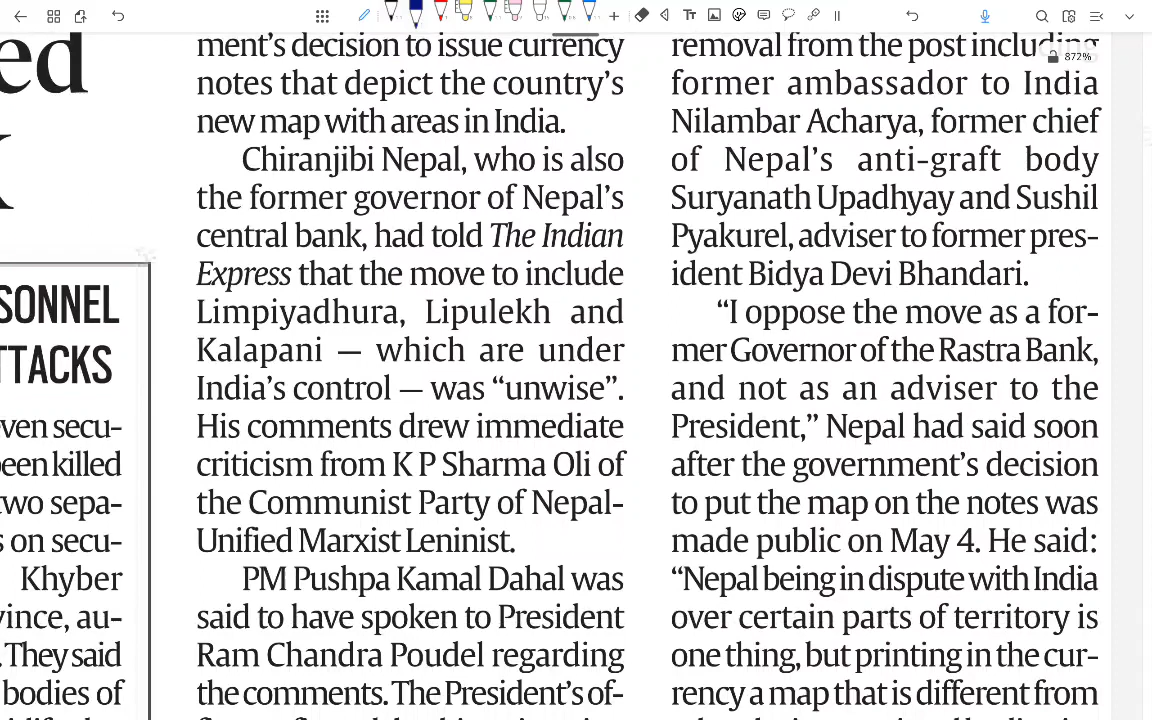 872%
ed
SONNEL
TTACKS
ven secu-
been killed
two sepa-
s on secu-
Khyber
vince, au-
. They said
bodies of
ment’s decision to issue currency
notes that depict the country’s
new map with areas in India.
Chiranjibi Nepal, who is also
the former governor of Nepal’s
central bank, had told The Indian
Express that the move to include
Limpiyadhura, Lipulekh and
Kalapani — which are under
India’s control — was “unwise”.
His comments drew immediate
criticism from K P Sharma Oli of
the Communist Party of Nepal-
Unified Marxist Leninist.
PM Pushpa Kamal Dahal was
said to have spoken to President
Ram Chandra Poudel regarding
the comments. The President’s of-
removal from the post including
former ambassador to India
Nilambar Acharya, former chief
of Nepal’s anti-graft body
Suryanath Upadhyay and Sushil
Pyakurel, adviser to former pres-
ident Bidya Devi Bhandari.
“I oppose the move as a for-
mer Governor of the Rastra Bank,
and not as an adviser to the
President,” Nepal had said soon
after the government’s decision
to put the map on the notes was
made public on May 4. He said:
“Nepal being in dispute with India
over certain parts of territory is
one thing, but printing in the cur-
rency a map that is different from